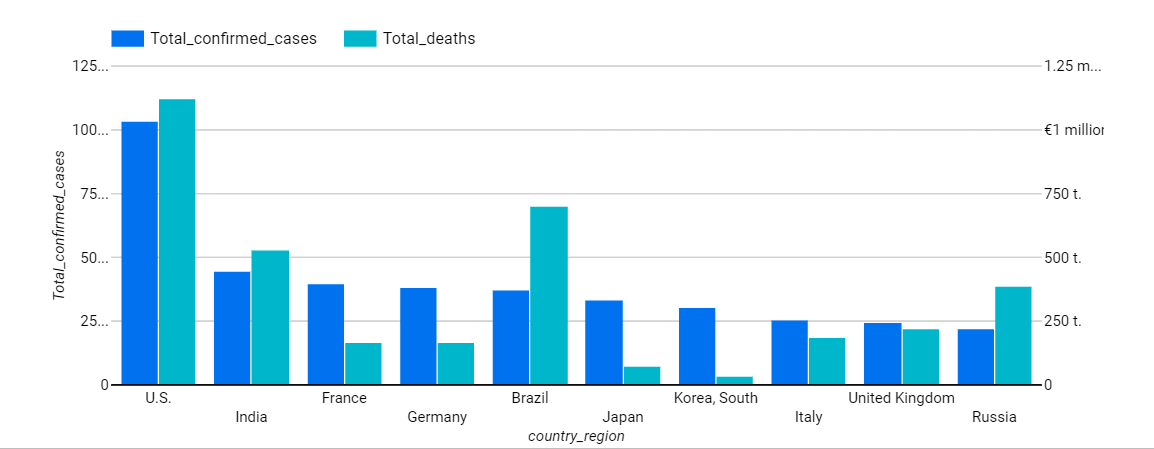 Total_confirmed_cases Total_deaths
125... 1.25 m...
100... €1 million
75... 750 t.
50... 500 t.
25... 250 t.
0 0
Total_confirmed_cases
U.S. France Brazil Korea, South United Kingdom
India Germany Japan Italy Russia
country_region